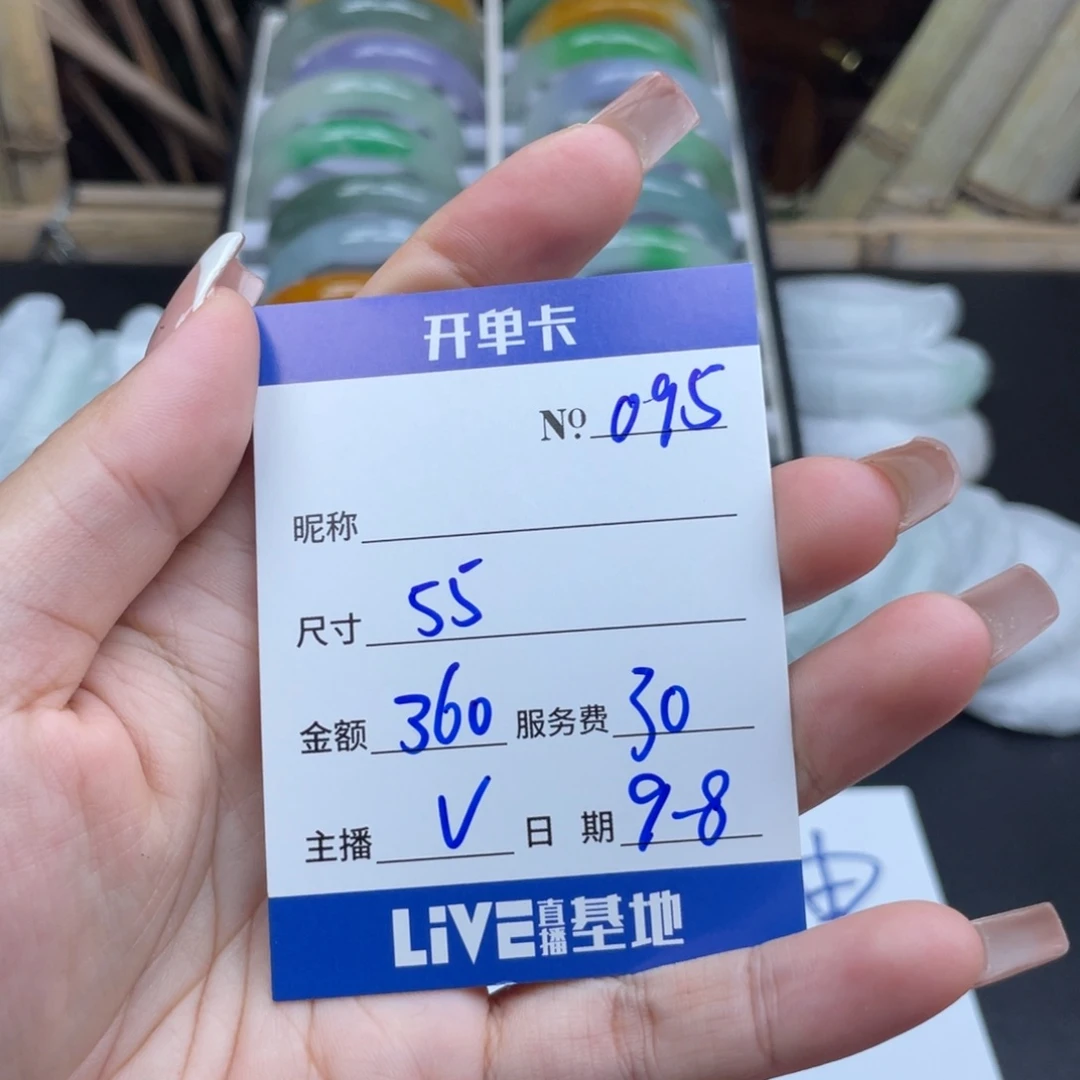 开单卡
No. 095
昵称
尺寸 55
金额 360 服务费 30
主播 V 日期 9-8
LiVE直播基地